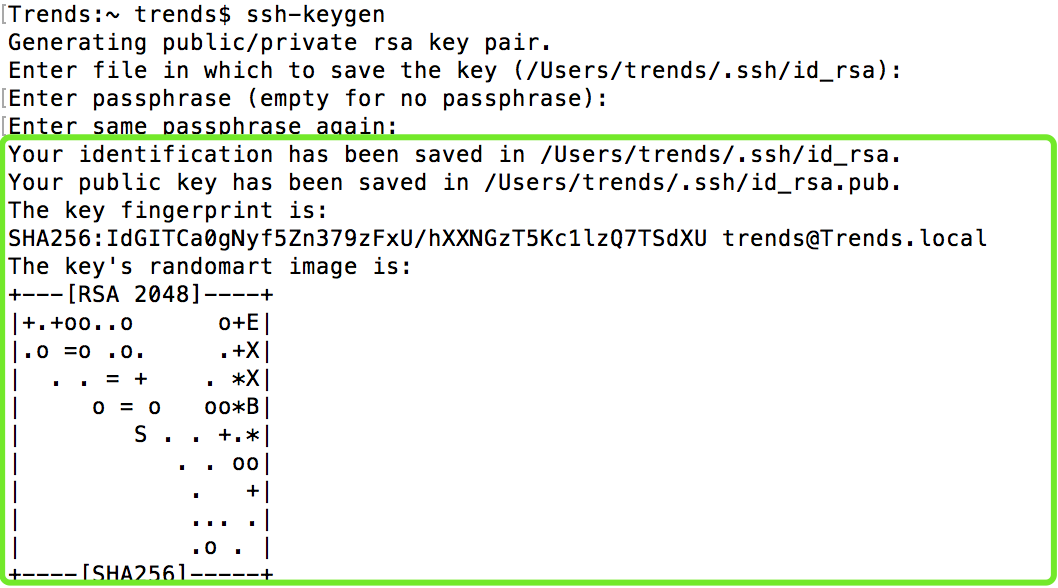 Trends:~ trends$ ssh-keygen
Generating public/private rsa key pair.
Enter file in which to save the key (/Users/trends/.ssh/id_rsa):
Enter passphrase (empty for no passphrase):
Enter same passphrase again:
Your identification has been saved in /Users/trends/.ssh/id_rsa.
Your public key has been saved in /Users/trends/.ssh/id_rsa.pub.
The key fingerprint is:
SHA256:IdGITCa0gNyf5Zn379zFxU/hXXNGzT5Kc1lzQ7TSdXU trends@Trends.local
The key's randomart image is:
+---[RSA 2048]----+
|+.+oo..o      o+E|
|.o =o .o.     .+X|
|  . . = +    . *X|
|     o = o   oo*B|
|        S . . +.*|
|           . . oo|
|            .   +|
|            ... .|
|            .o . |
+----[SHA256]-----+